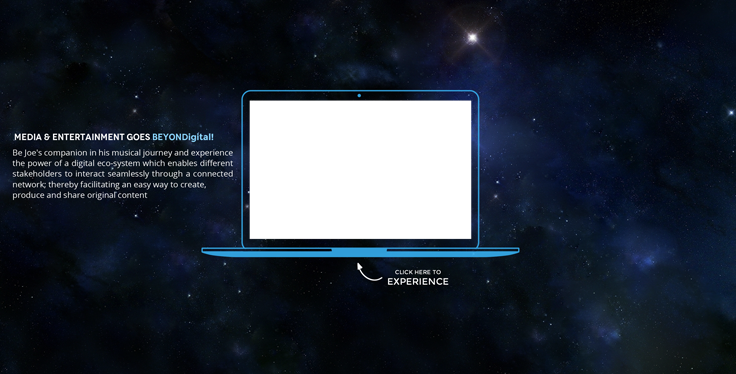 MEDIA & ENTERTAINMENT GOES BEYONDigital!
Be Joe's companion in his musical journey and experience
the power of a digital eco-system which enables different
stakeholders to interact seamlessly through a connected
network; thereby facilitating an easy way to create,
produce and share original content
CLICK HERE TO
EXPERIENCE